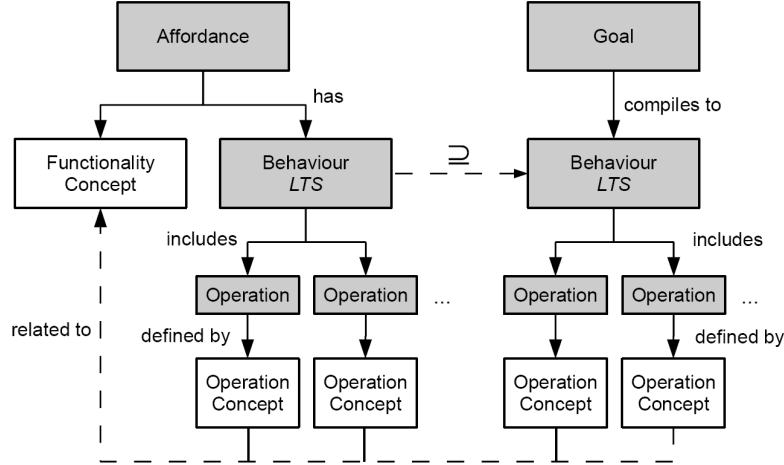 Affordance
Goal
has
compiles to
Functionality
Concept
Behaviour
LTS
⊇
Behaviour
LTS
includes
includes
Operation
Operation
...
Operation
Operation
...
related to
defined by
defined by
Operation
Concept
Operation
Concept
Operation
Concept
Operation
Concept